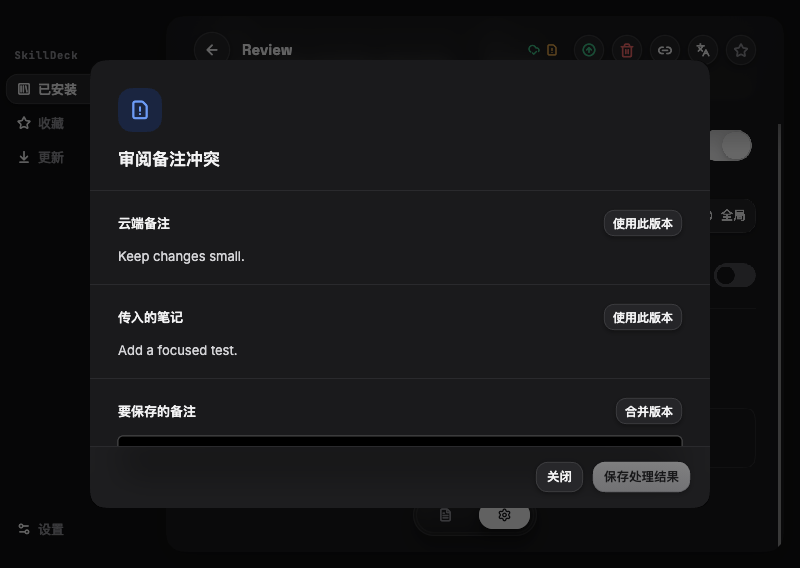 SkillDeck
Review
已安装
收藏
更新
审阅备注冲突
全局
云端备注
使用此版本
Keep changes small.
传入的笔记
使用此版本
Add a focused test.
要保存的备注
合并版本
关闭
保存处理结果
设置